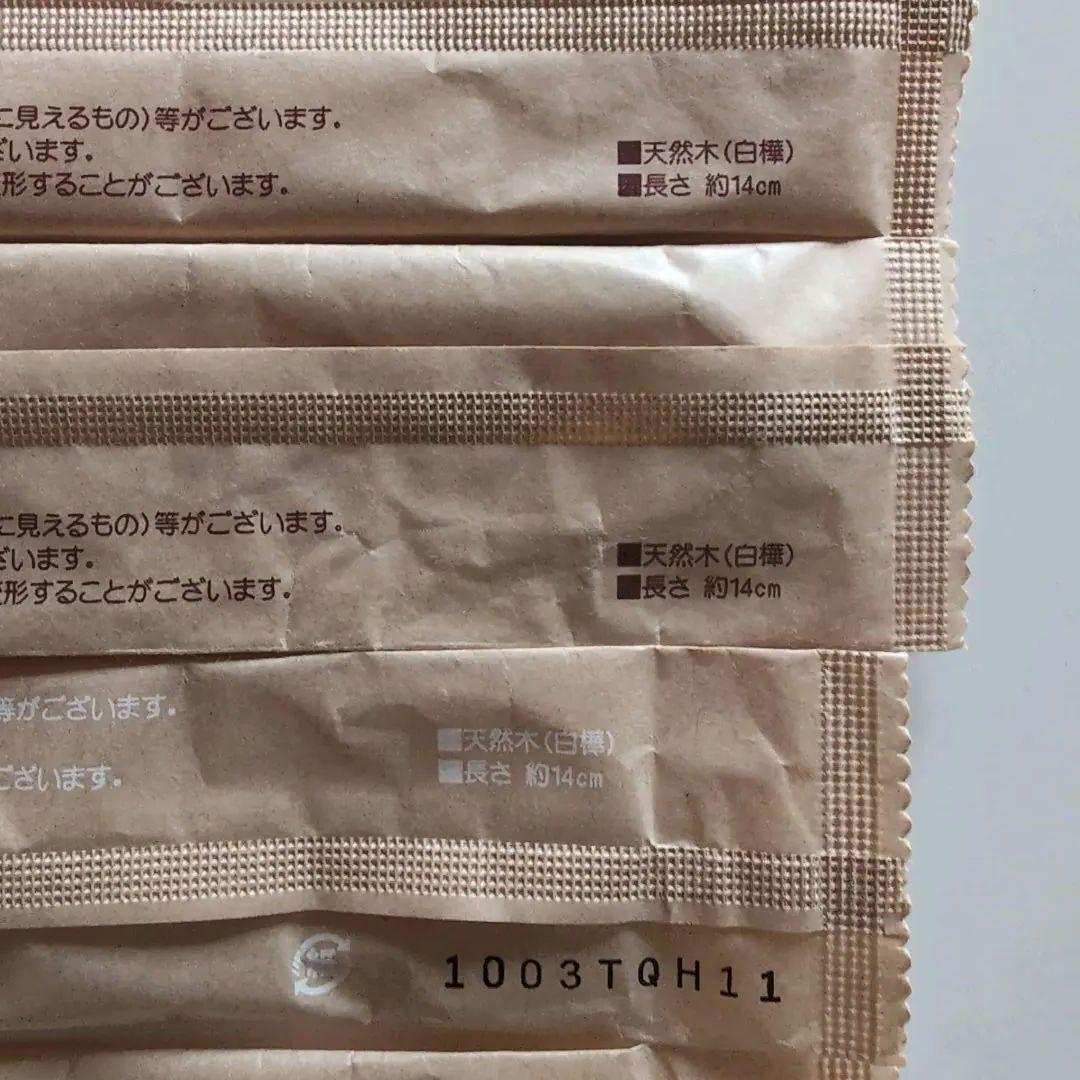 に見えるもの)等がございます。
ざいます。
形することがございます。
■天然木(白樺)
■長さ 約14cm
に見えるもの)等がございます。
ざいます。
変形することがございます。
■天然木(白樺)
■長さ 約14cm
等がございます。
ございます。
■天然木(白樺)
■長さ 約14cm
1003TQH11